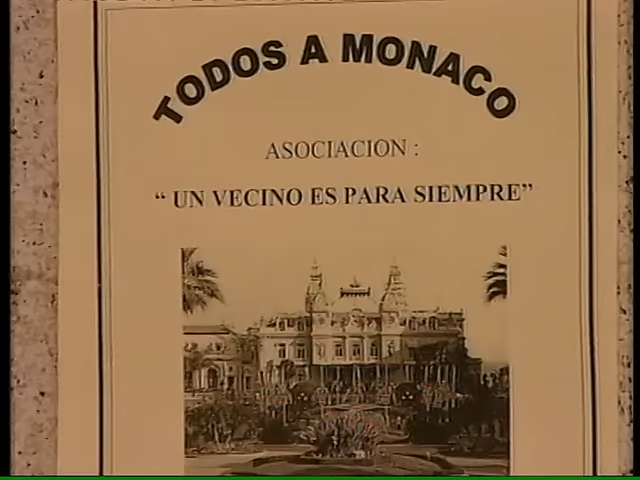 TODOS A MONACO
ASOCIACION :
“ UN VECINO ES PARA SIEMPRE”